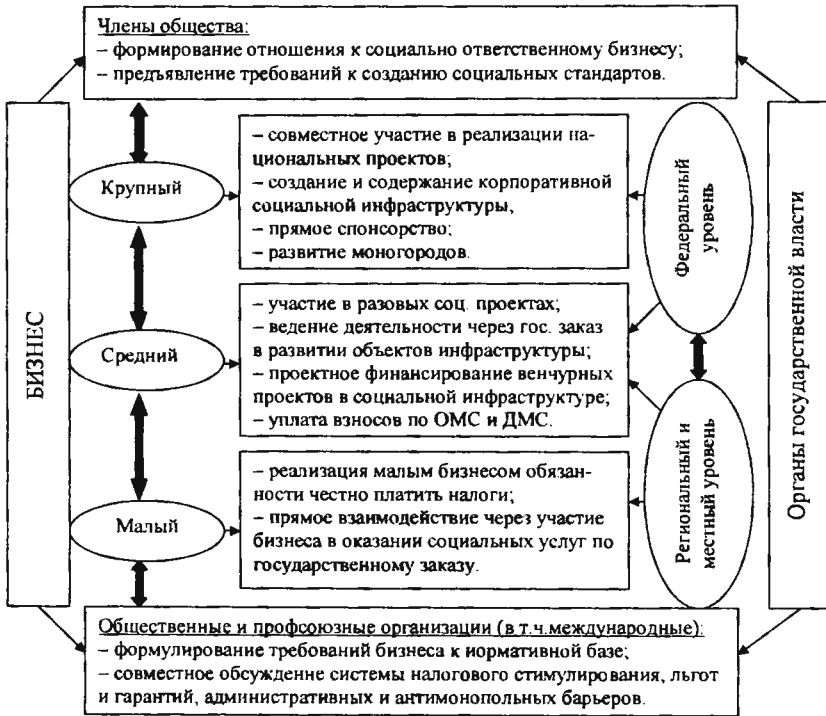 Члены общества:
– формирование отношения к социально ответственному бизнесу;
– предъявление требований к созданию социальных стандартов.
БИЗНЕС
Крупный
– совместное участие в реализации на-
циональных проектов;
– создание и содержание корпоративной
социальной инфраструктуры,
– прямое спонсорство;
– развитие моногородов.
Федеральный
уровень
Органы государственной власти
Средний
– участие в разовых соц. проектах;
– ведение деятельности через гос. заказ
в развитии объектов инфраструктуры;
– проектное финансирование венчурных
проектов в социальной инфраструктуре;
– уплата взносов по ОМС и ДМС.
Малый
– реализация малым бизнесом обязан-
ности честно платить налоги;
– прямое взаимодействие через участие
бизнеса в оказании социальных услуг по
государственному заказу.
Региональный и
местный уровень
Общественные и профсоюзные организации (в т.ч.международные):
– формулирование требований бизнеса к нормативной базе;
– совместное обсуждение системы налогового стимулирования, льгот
и гарантий, административных и антимонопольных барьеров.